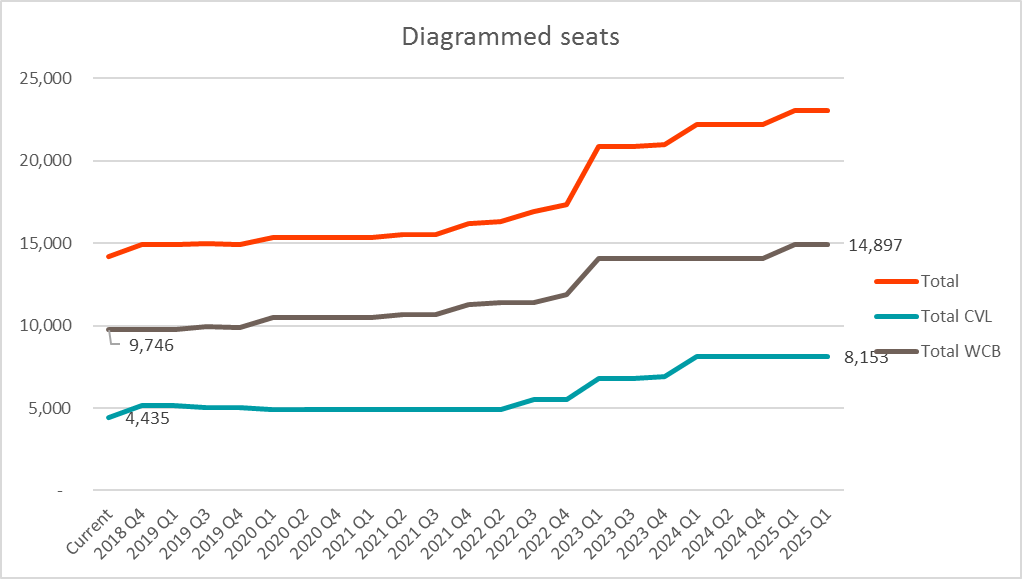 Diagrammed seats
25,000
20,000
15,000
10,000
5,000
-
14,897
9,746
8,153
4,435
Total
Total CVL
Total WCB
Current
2018 Q4
2019 Q1
2019 Q3
2019 Q4
2020 Q1
2020 Q2
2020 Q4
2021 Q1
2021 Q2
2021 Q3
2021 Q4
2022 Q2
2022 Q3
2022 Q4
2023 Q1
2023 Q3
2023 Q4
2024 Q1
2024 Q2
2024 Q4
2025 Q1
2025 Q1